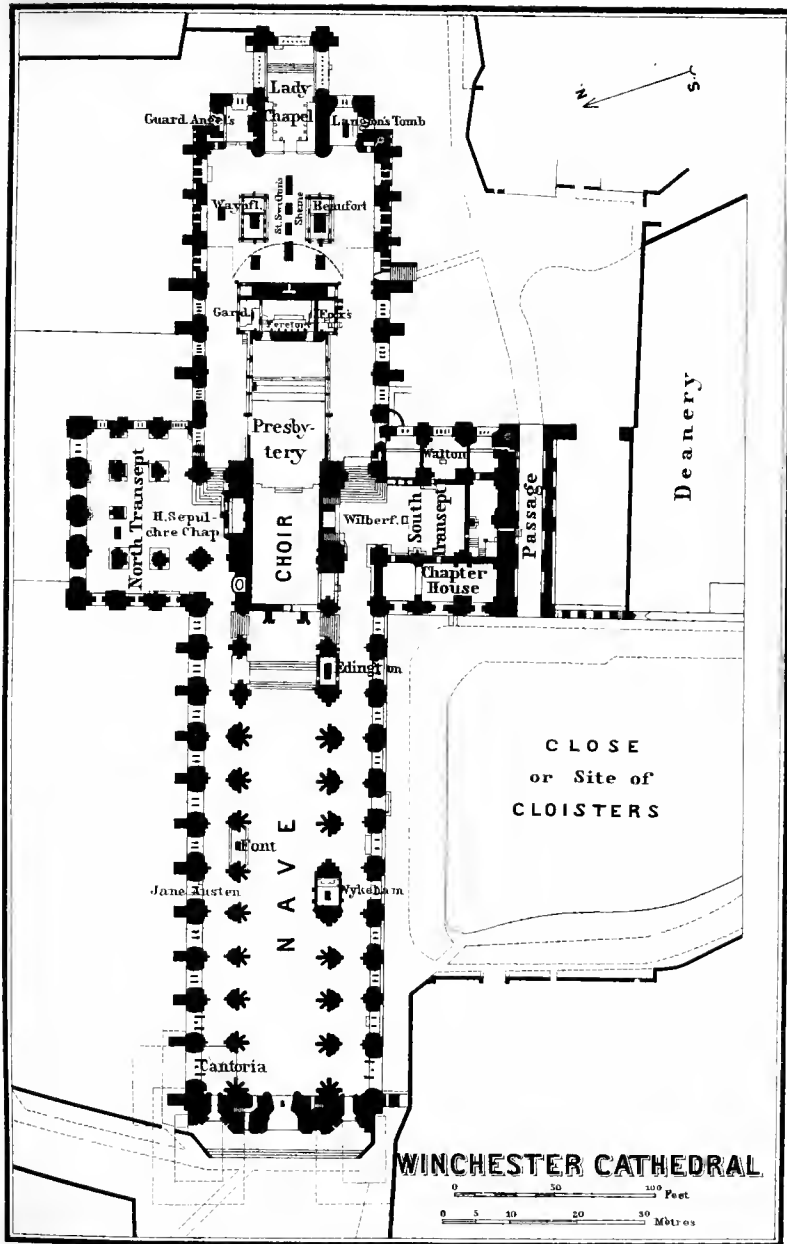 Lady
Chapel
Guard. Angel's
Langton's Tomb
N.
S.
Waynfl.
St. Swithin's
Shrine
Beaufort
Gard.
Feretory
Fox's
Presby-
tery
Walton
North Transept
H. Sepul-
chre Chap
CHOIR
Wilberf.
South
Transept
Passage
Deanery
Chapter
House
Edington
CLOSE
or Site of
CLOISTERS
NAVE
Font
Jane Austen
Wykeham
Cantoria
WINCHESTER CATHEDRAL
0 50 100 Feet
0 5 10 20 30 Mètres